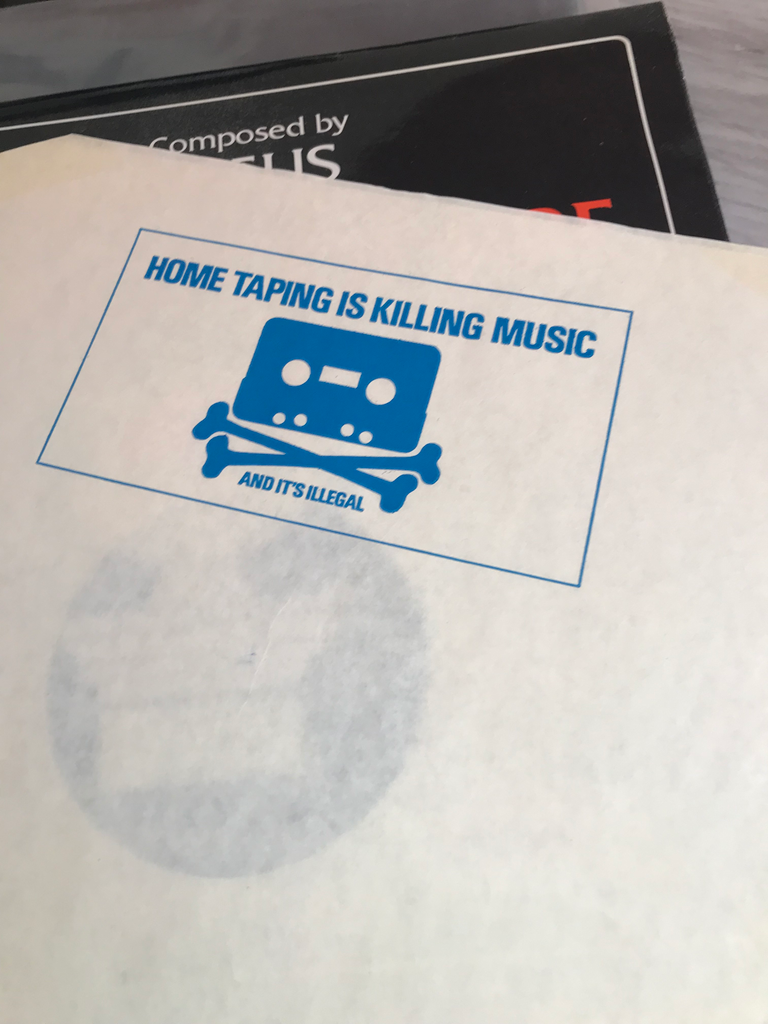 Composed by
HOME TAPING IS KILLING MUSIC
AND IT'S ILLEGAL